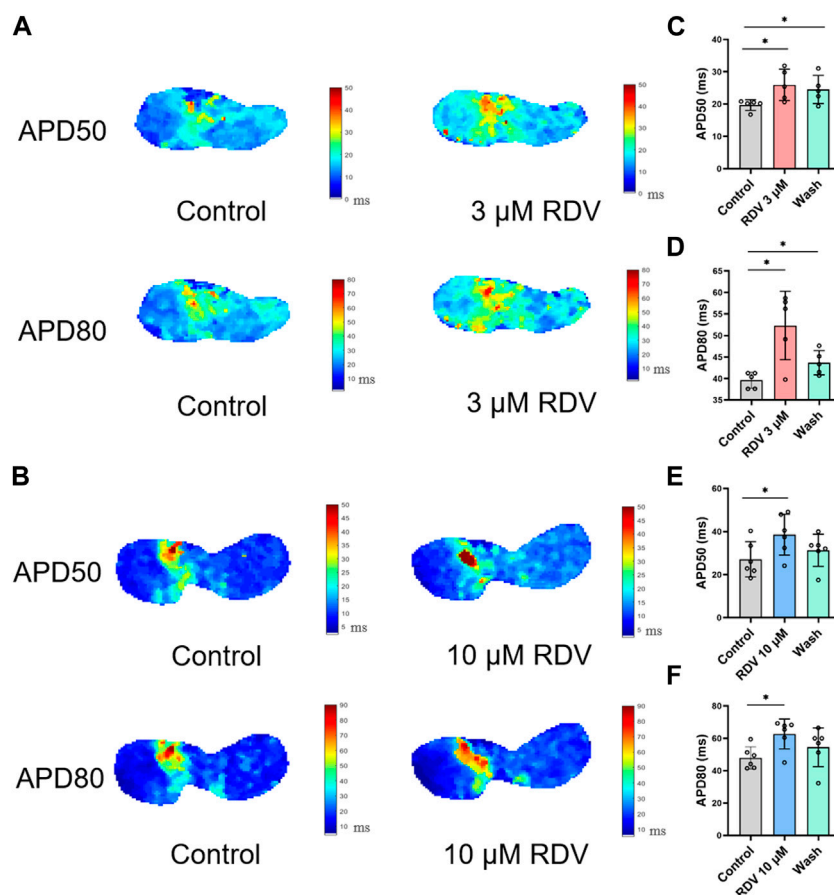 A
APD50
50
40
30
20
10
0 ms
Control
50
40
30
20
10
0 ms
3 µM RDV
APD80
80
70
60
50
40
30
20
10
ms
Control
80
70
60
50
40
30
20
10
ms
3 µM RDV
B
APD50
50
45
40
35
30
25
20
15
10
5 ms
Control
50
45
40
35
30
25
20
15
10
5 ms
10 µM RDV
APD80
90
80
70
60
50
40
30
20
10 ms
Control
90
80
70
60
50
40
30
20
10 ms
10 µM RDV
C
APD50 (ms)
40
30
20
10
0
*
*
Control
RDV 3 µM
Wash
D
APD80 (ms)
65
60
55
50
45
40
35
*
*
Control
RDV 3 µM
Wash
E
APD50 (ms)
60
40
20
0
*
Control
RDV 10 µM
Wash
F
APD80 (ms)
80
60
40
20
0
*
Control
RDV 10 µM
Wash